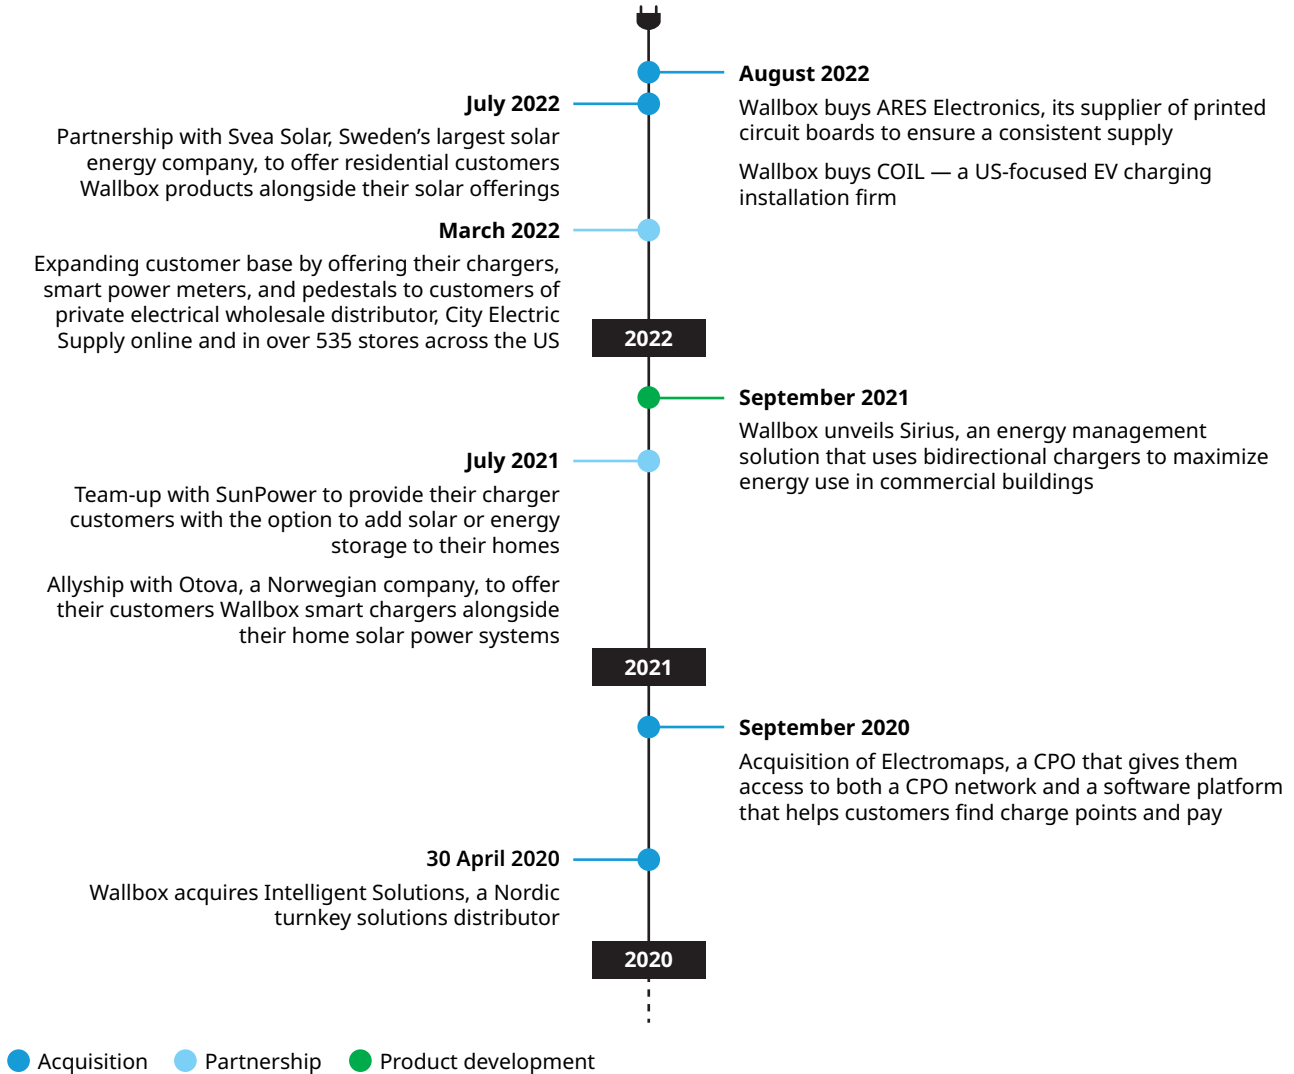 August 2022
Wallbox buys ARES Electronics, its supplier of printed
circuit boards to ensure a consistent supply
Wallbox buys COIL — a US-focused EV charging
installation firm
July 2022
Partnership with Svea Solar, Sweden’s largest solar
energy company, to offer residential customers
Wallbox products alongside their solar offerings
March 2022
Expanding customer base by offering their chargers,
smart power meters, and pedestals to customers of
private electrical wholesale distributor, City Electric
Supply online and in over 535 stores across the US
2022
September 2021
Wallbox unveils Sirius, an energy management
solution that uses bidirectional chargers to maximize
energy use in commercial buildings
July 2021
Team-up with SunPower to provide their charger
customers with the option to add solar or energy
storage to their homes
Allyship with Otova, a Norwegian company, to offer
their customers Wallbox smart chargers alongside
their home solar power systems
2021
September 2020
Acquisition of Electromaps, a CPO that gives them
access to both a CPO network and a software platform
that helps customers find charge points and pay
30 April 2020
Wallbox acquires Intelligent Solutions, a Nordic
turnkey solutions distributor
2020
Acquisition
Partnership
Product development